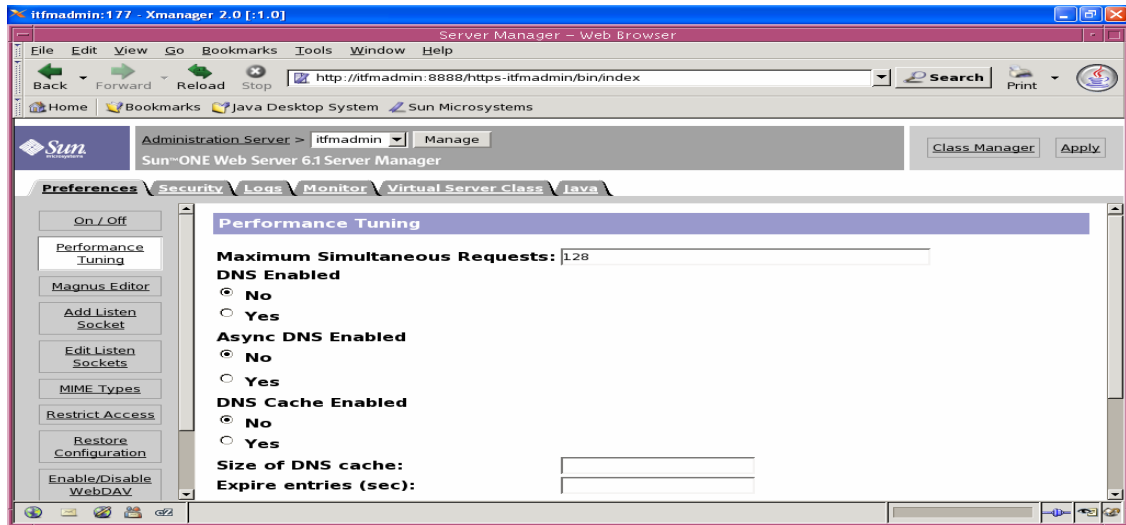 itfmadmin:177 - Xmanager 2.0 [:1.0]
Server Manager – Web Browser
File Edit View Go Bookmarks Tools Window Help
Back Forward Reload Stop http://itfmadmin:8888/https-itfmadmin/bin/index Search Print
Home Bookmarks Java Desktop System Sun Microsystems
Sun microsystems
Administration Server > itfmadmin Manage
Sun™ONE Web Server 6.1 Server Manager
Class Manager Apply
Preferences Security Logs Monitor Virtual Server Class Java
On / Off
Performance
Tuning
Magnus Editor
Add Listen
Socket
Edit Listen
Sockets
MIME Types
Restrict Access
Restore
Configuration
Enable/Disable
WebDAV
Performance Tuning
Maximum Simultaneous Requests: 128
DNS Enabled
No
Yes
Async DNS Enabled
No
Yes
DNS Cache Enabled
No
Yes
Size of DNS cache:
Expire entries (sec):